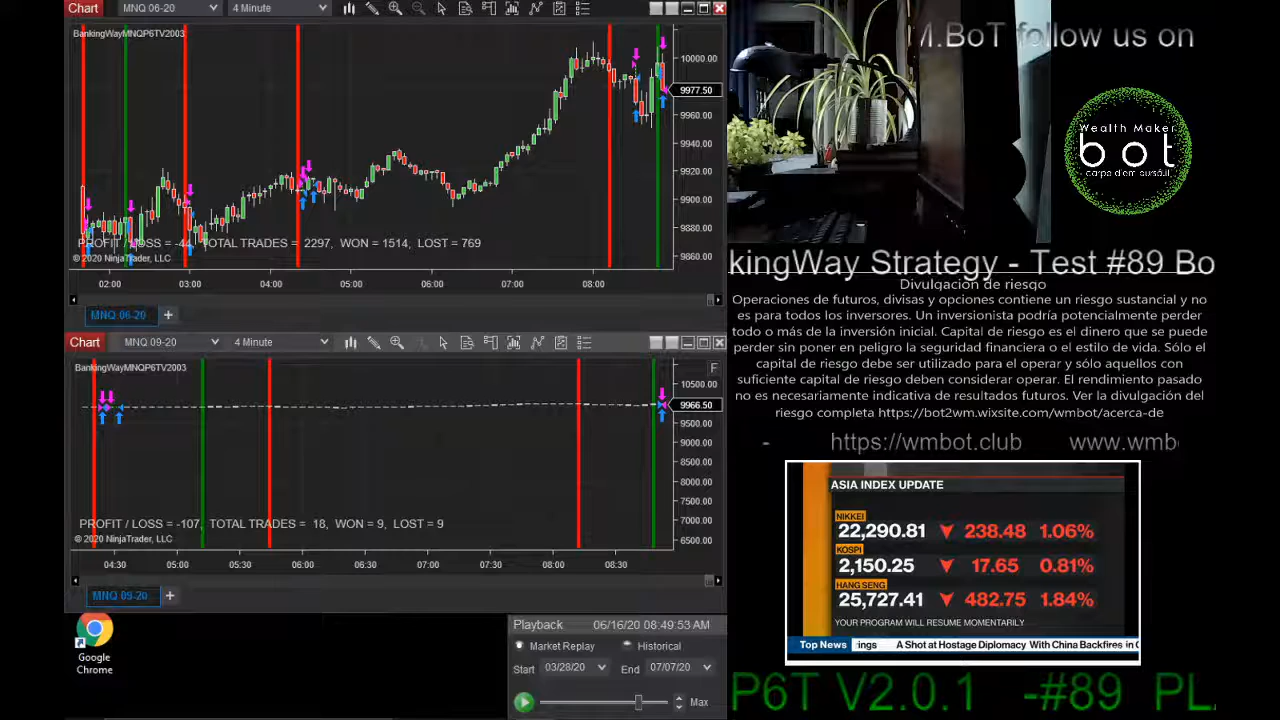 Chart MNQ 06-20 4 Minute
BankingWayMNQP6TV2003
10000.00
9977.50
9960.00
9940.00
9920.00
9900.00
9880.00
9860.00
PROFIT / LOSS = -44, TOTAL TRADES = 2297, WON = 1514, LOST = 769
© 2020 NinjaTrader, LLC
02:00 03:00 04:00 05:00 06:00 07:00 08:00
MNQ 06-20 +
Chart MNQ 09-20 4 Minute
BankingWayMNQP6TV2003
F
10500.00
9966.50
9500.00
9000.00
8500.00
8000.00
7500.00
7000.00
6500.00
PROFIT / LOSS = -107, TOTAL TRADES = 18, WON = 9, LOST = 9
© 2020 NinjaTrader, LLC
04:30 05:00 05:30 06:00 06:30 07:00 07:30 08:00 08:30
MNQ 09-20 +
Google
Chrome
Playback 06/16/20 08:49:53 AM
Market Replay Historical
Start 03/28/20 End 07/07/20
Max
M.BoT follow us on
Wealth Maker
bot
kingWay Strategy - Test #89 Bo
Divulgación de riesgo
Operaciones de futuros, divisas y opciones contiene un riesgo sustancial y no
es para todos los inversores. Un inversionista podría potencialmente perder
todo o más de la inversión inicial. Capital de riesgo es el dinero que se puede
perder sin poner en peligro la seguridad financiera o el estilo de vida. Sólo el
capital de riesgo debe ser utilizado para el operar y sólo aquellos con
suficiente capital de riesgo deben considerar operar. El rendimiento pasado
no es necesariamente indicativa de resultados futuros. Ver la divulgación del
riesgo completa https://bot2wm.wixsite.com/wmbot/acerca-de
- https://wmbot.club www.wmb
ASIA INDEX UPDATE
NIKKEI
22,290.81 238.48 1.06%
KOSPI
2,150.25 17.65 0.81%
HANG SENG
25,727.41 482.75 1.84%
YOUR PROGRAM WILL RESUME MOMENTARILY
Top News ings A Shot at Hostage Diplomacy With China Backfires in
P6T V2.0.1 -#89 PL